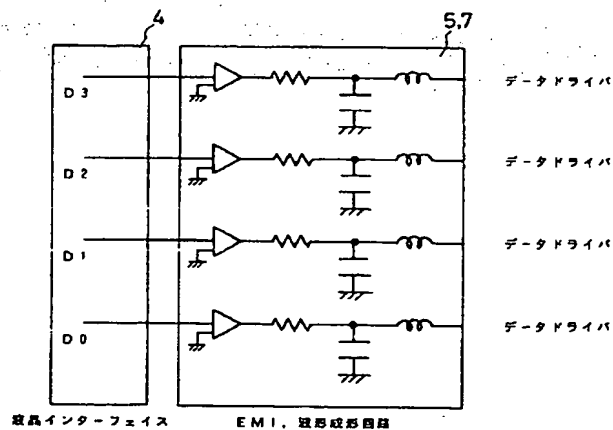 4
5,7
D3
データドライバ
D2
データドライバ
D1
データドライバ
D0
データドライバ
液晶インターフェイス
EMI, 波形成形回路